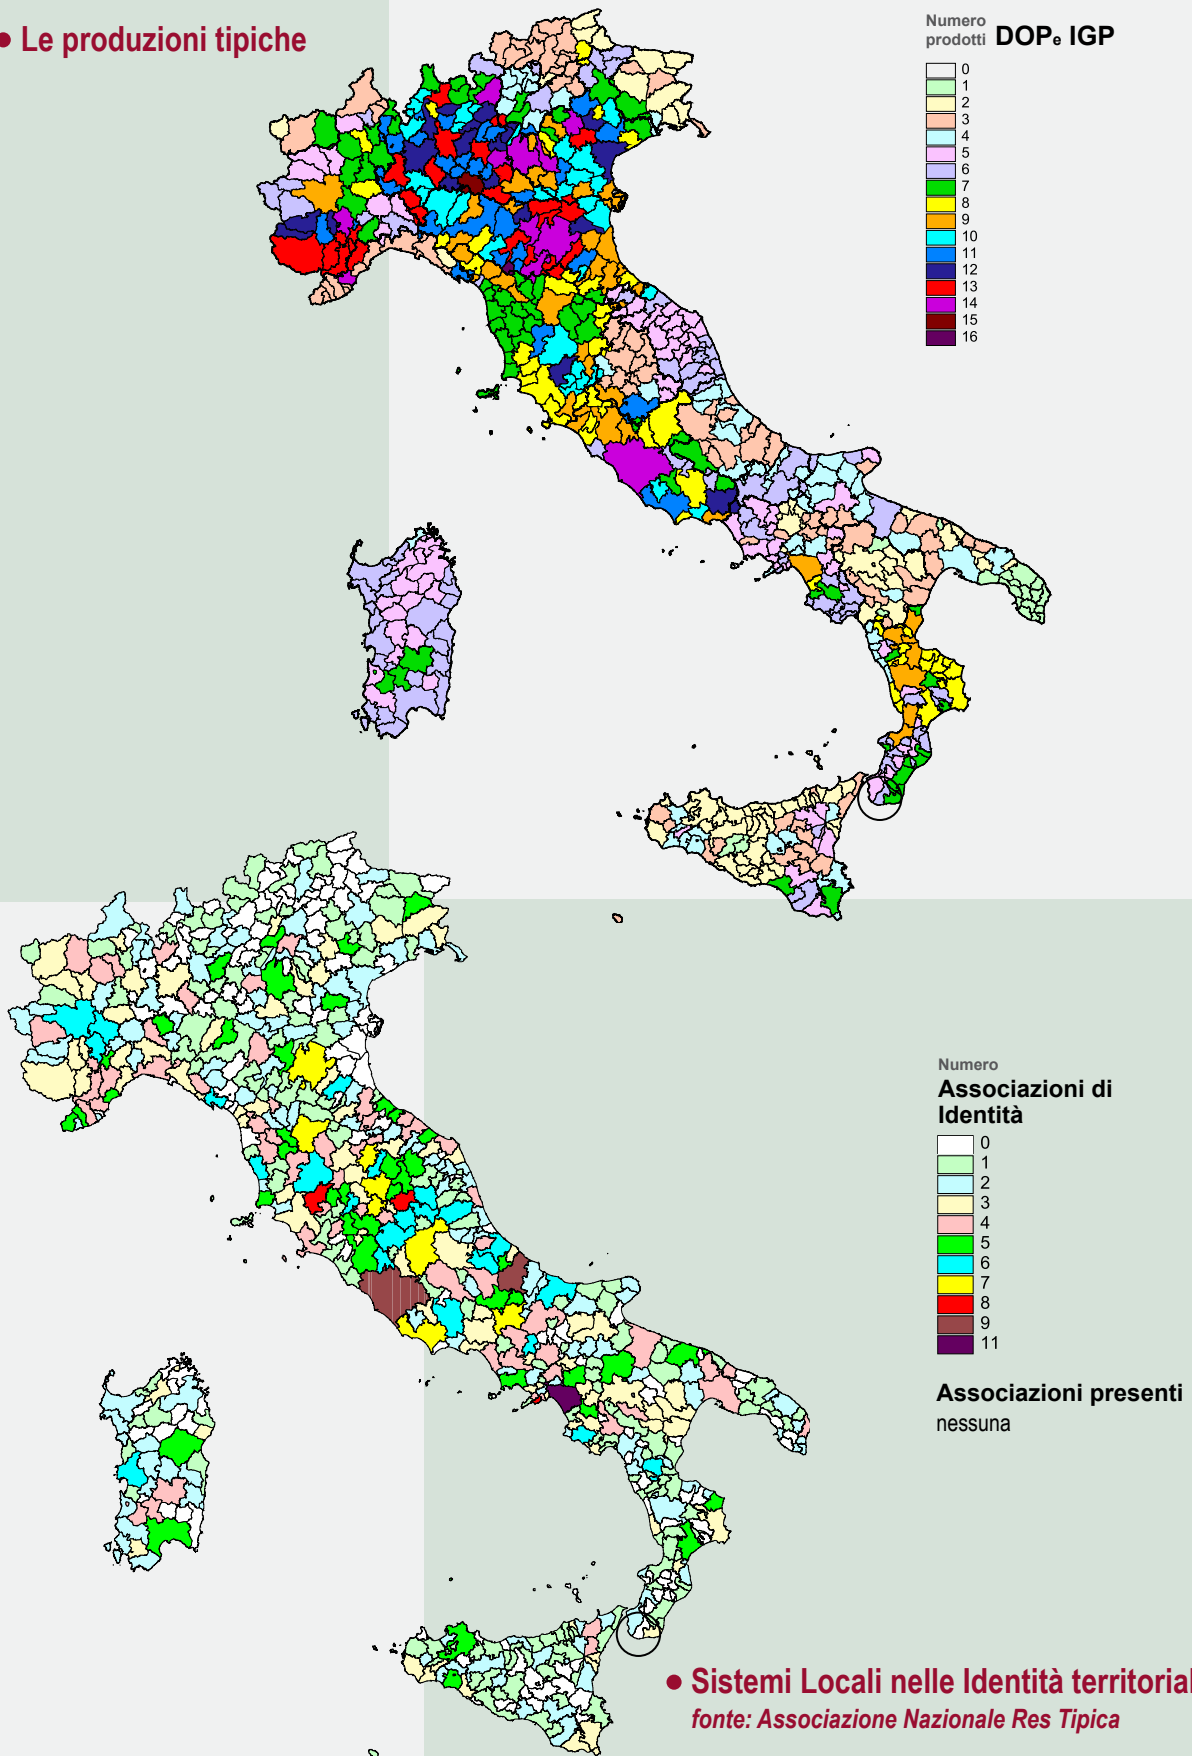 • Le produzioni tipiche
Numero
prodotti DOPe IGP
0
1
2
3
4
5
6
7
8
9
10
11
12
13
14
15
16
Numero
Associazioni di
Identità
0
1
2
3
4
5
6
7
8
9
11
Associazioni presenti
nessuna
• Sistemi Locali nelle Identità territorial
fonte: Associazione Nazionale Res Tipica